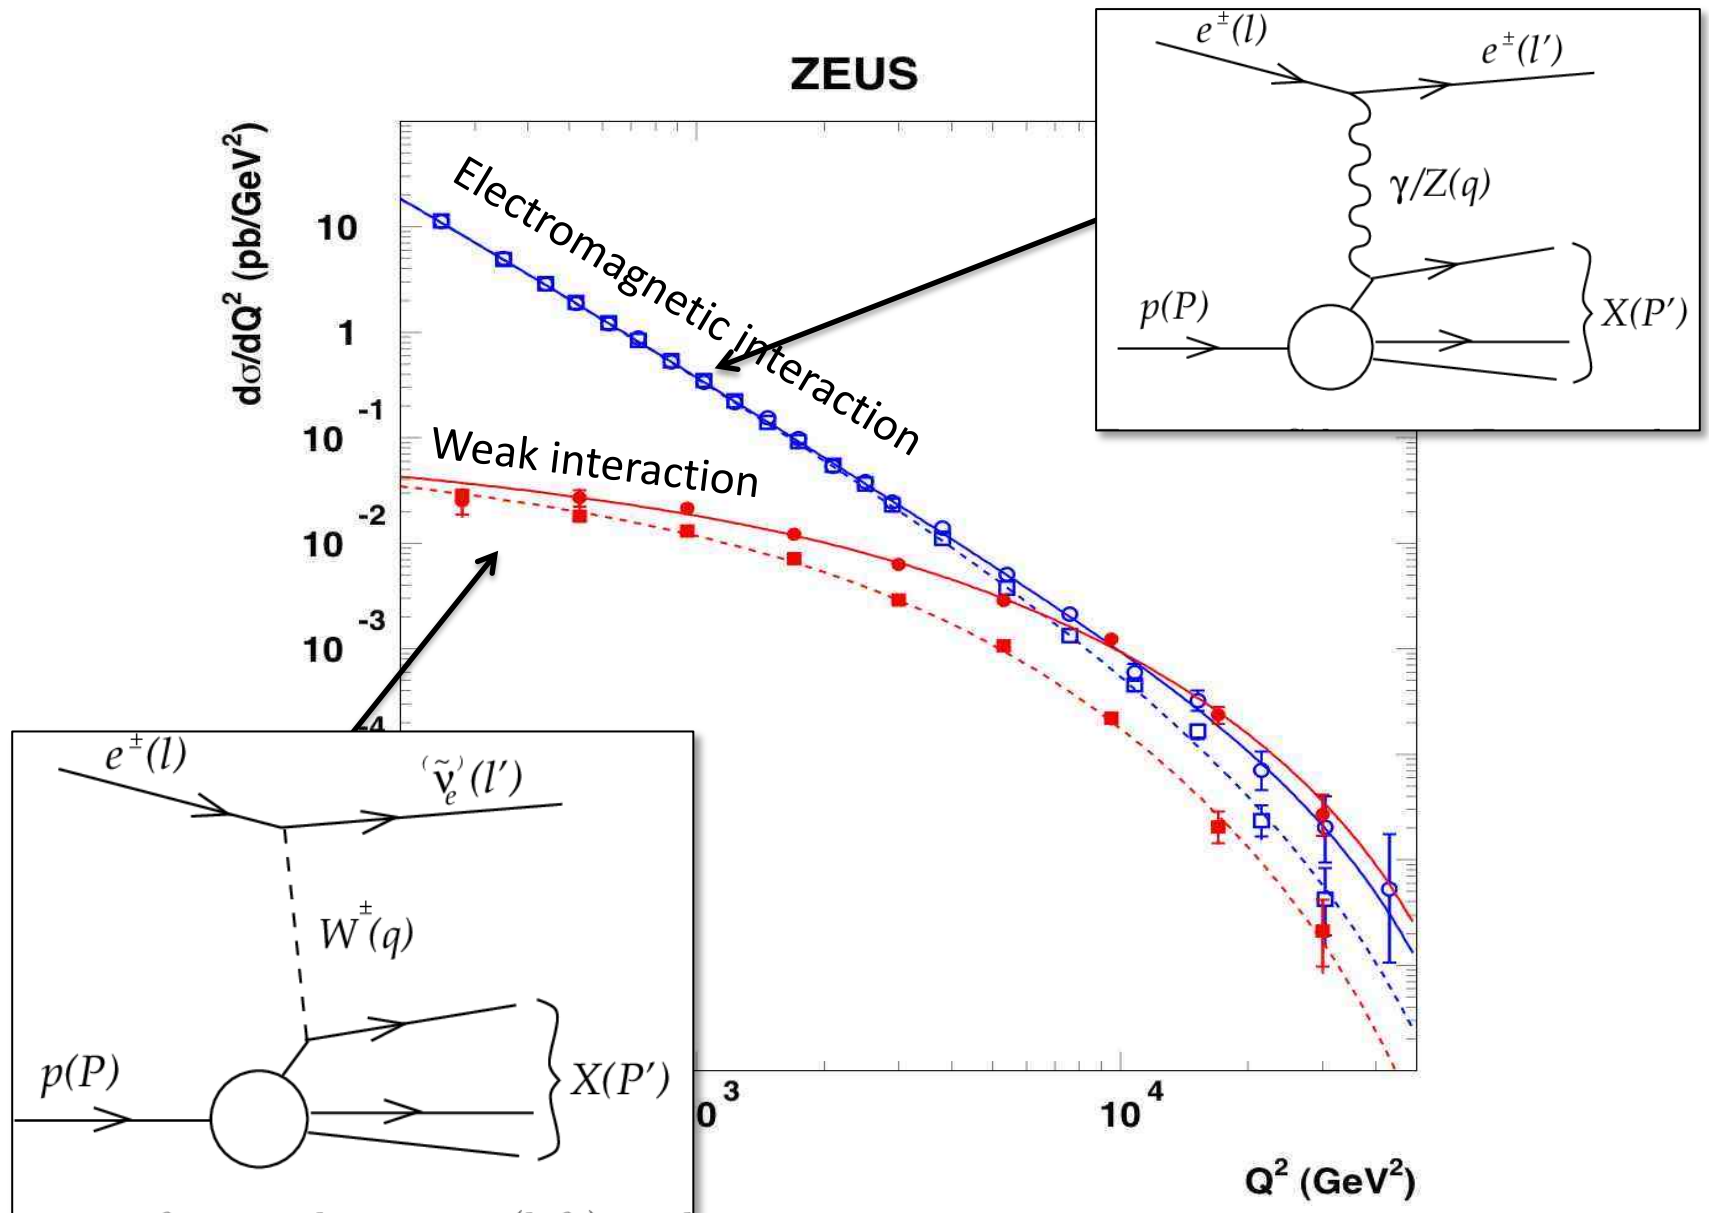 ZEUS
dσ/dQ² (pb/GeV²)
10
1
10⁻¹
10⁻²
10⁻³
Electromagnetic interaction
Weak interaction
e±(l)
e±(l′)
γ/Z(q)
p(P)
X(P′)
e±(l)
(ν̃ₑ)(l′)
W±(q)
p(P)
X(P′)
0³
10⁴
Q² (GeV²)